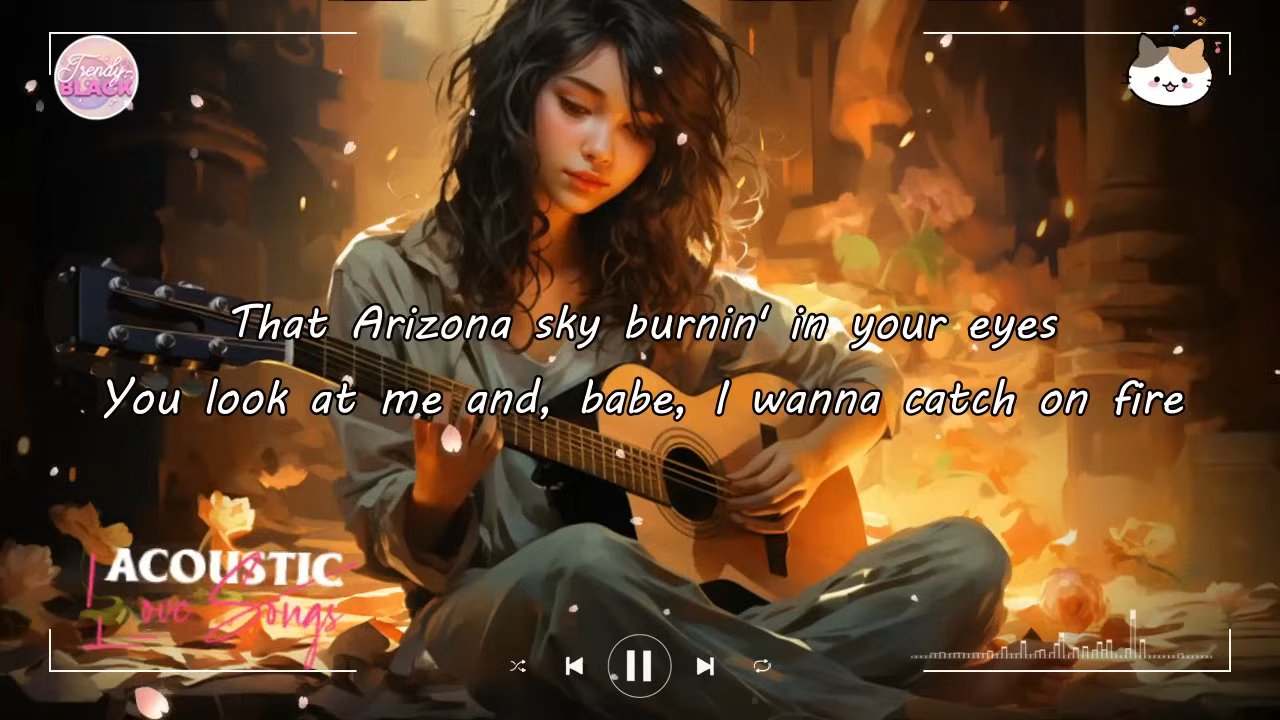 Trendy
BLACK
That Arizona sky burnin' in your eyes
You look at me and, babe, I wanna catch on fire
ACOUSTIC
Love Songs